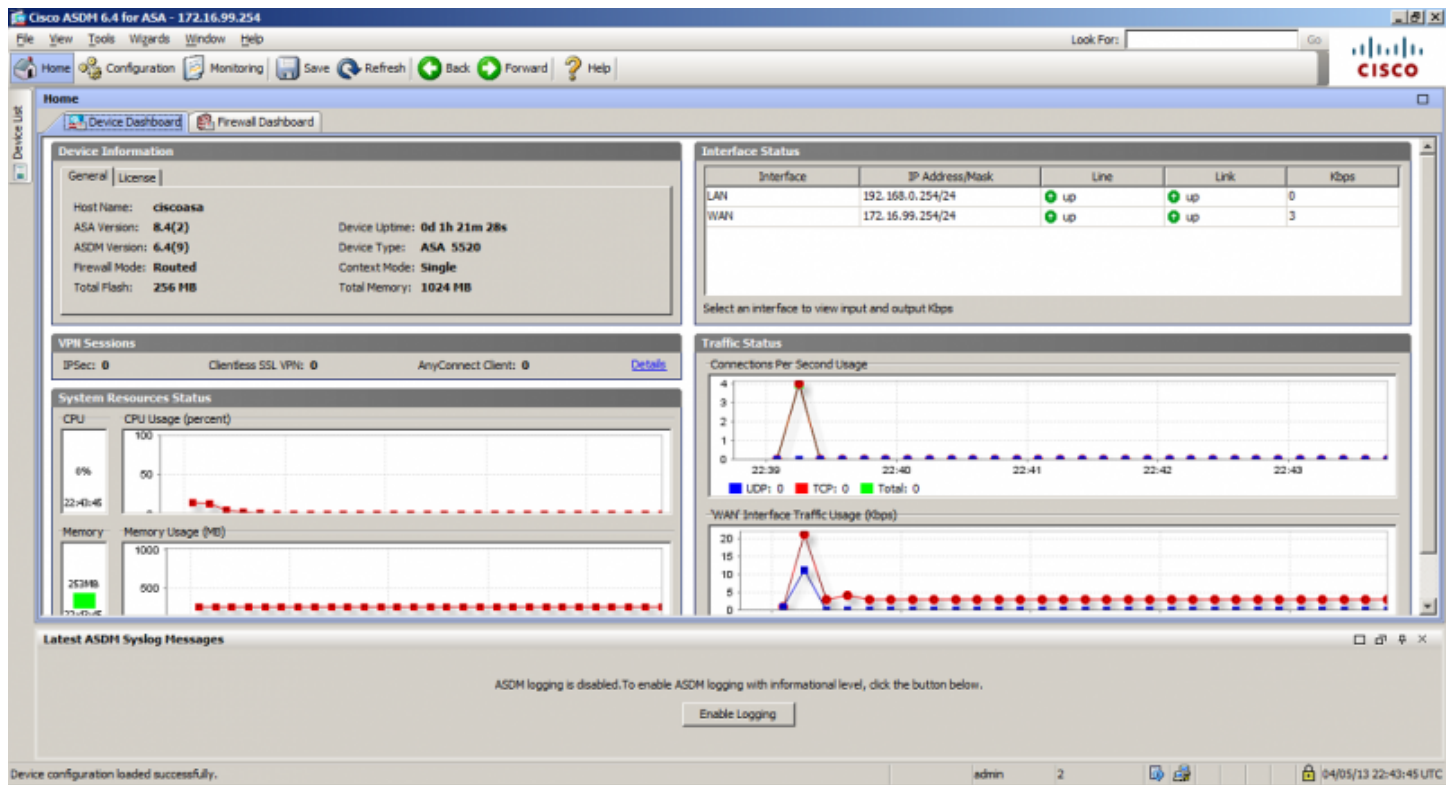 Cisco ASDM 6.4 for ASA - 172.16.99.254
File View Tools Wizards Window Help
Look For:
Go
Home Configuration Monitoring Save Refresh Back Forward Help
CISCO
Device List
Home
Device Dashboard Firewall Dashboard
Device Information
General License
Host Name: ciscoasa
ASA Version: 8.4(2) Device Uptime: 0d 1h 21m 28s
ASDM Version: 6.4(9) Device Type: ASA 5520
Firewall Mode: Routed Context Mode: Single
Total Flash: 256 MB Total Memory: 1024 MB
Interface Status
Interface IP Address/Mask Line Link Kbps
LAN 192.168.0.254/24 up up 0
WAN 172.16.99.254/24 up up 3
Select an interface to view input and output Kbps
VPN Sessions
IPSec: 0 Clientless SSL VPN: 0 AnyConnect Client: 0 Details
System Resources Status
CPU CPU Usage (percent)
100
50
0%
22:43:45
Memory Memory Usage (MB)
1000
500
253MB
22:43:45
Traffic Status
Connections Per Second Usage
4
3
2
1
0
22:39 22:40 22:41 22:42 22:43
UDP: 0 TCP: 0 Total: 0
'WAN' Interface Traffic Usage (Kbps)
20
15
10
5
0
Latest ASDM Syslog Messages
ASDM logging is disabled.To enable ASDM logging with informational level, click the button below.
Enable Logging
Device configuration loaded successfully.
admin 2 04/05/13 22:43:45 UTC